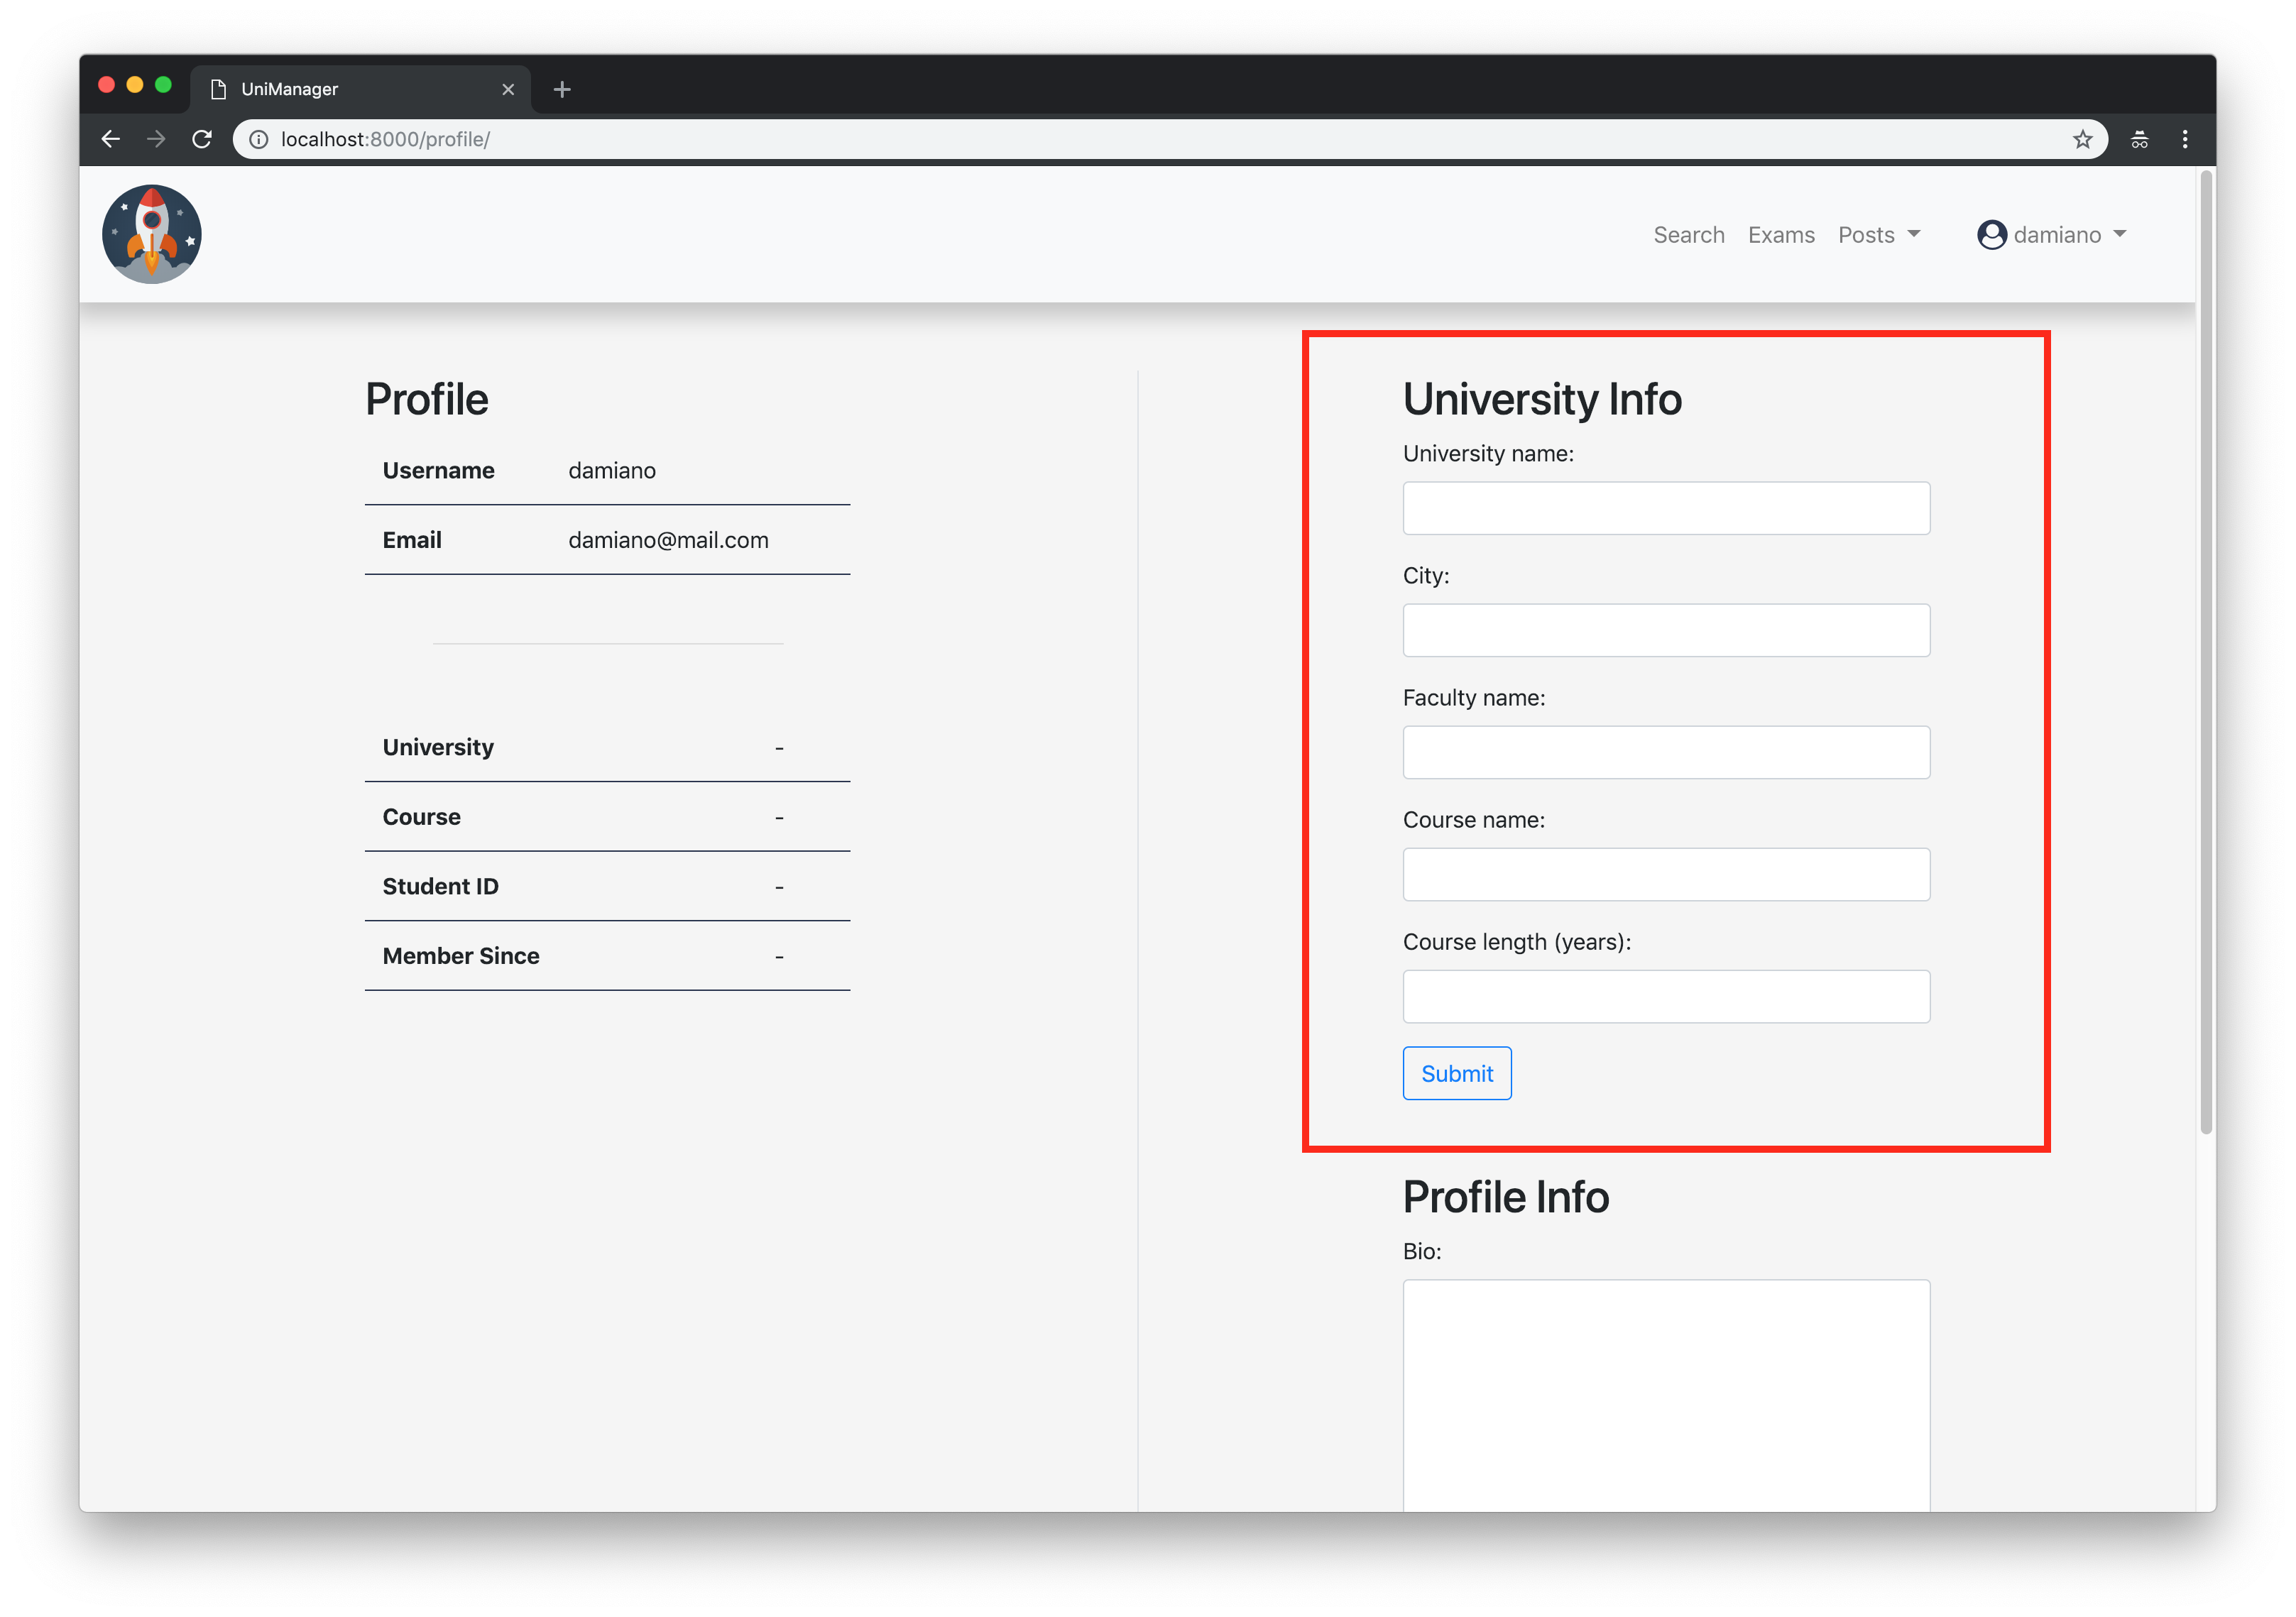 UniManager
localhost:8000/profile/
Search Exams Posts damiano
Profile
Username damiano
Email damiano@mail.com
University -
Course -
Student ID -
Member Since -
University Info
University name:
City:
Faculty name:
Course name:
Course length (years):
Submit
Profile Info
Bio: